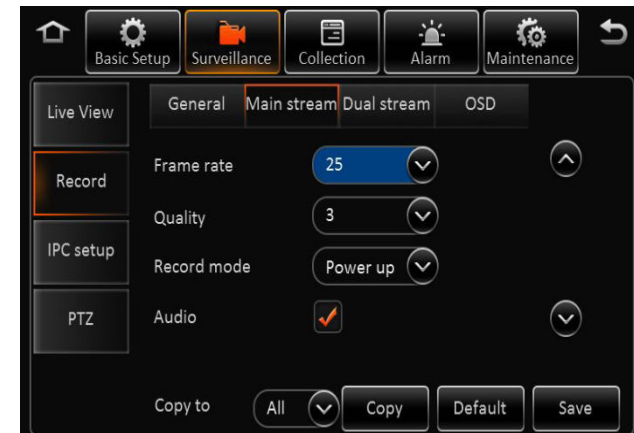 Basic Setup Surveillance Collection Alarm Maintenance
Live View General Main stream Dual stream OSD
Record Frame rate 25
Quality 3
IPC setup Record mode Power up
PTZ Audio
Copy to All Copy Default Save